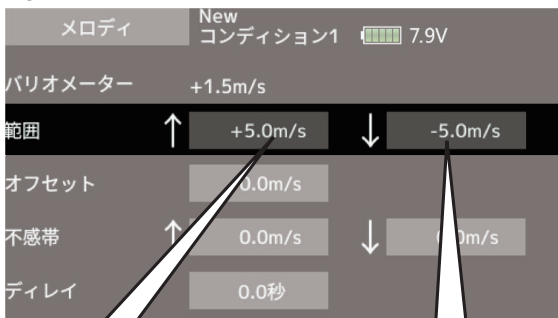 メロディ
New
コンディション1 7.9V
バリオメーター +1.5m/s
範囲 ↑ +5.0m/s ↓ -5.0m/s
オフセット 0.0m/s
不感帯 ↑ 0.0m/s ↓ m/s
ディレイ 0.0秒